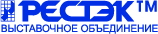 РЕСТЭК™
ВЫСТАВОЧНОЕ ОБЪЕДИНЕНИЕ